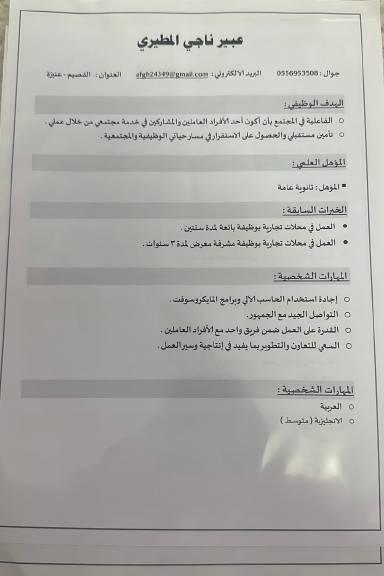 عبير ناجي المطيري
جوال : 0556953508 البريد الالكتروني : afgh24349@gmail.com العنوان : القصيم - عنيزة
الهدف الوظيفي :
الفاعلية في المجتمع بأن أكون أحد الأفراد العاملين والمشاركين في خدمة مجتمعي من خلال عملي .
تأمين مستقبلي والحصول على الاستقرار في مسار حياتي الوظيفية والمجتمعية .
المؤهل العلمي :
المؤهل : ثانوية عامة
الخبرات السابقة :
العمل في محلات تجارية بوظيفة بائعة لمدة سنتين .
العمل في محلات تجارية بوظيفة مشرفة معرض لمدة ٣ سنوات .
المهارات الشخصية :
إجادة استخدام الحاسب الآلي وبرامج المايكروسوفت .
التواصل الجيد مع الجمهور.
القدرة على العمل ضمن فريق واحد مع الأفراد العاملين .
السعي للتعاون والتطوير بما يفيد في إنتاجية وسير العمل .
المهارات الشخصية :
العربية
الانجليزية ( متوسط )